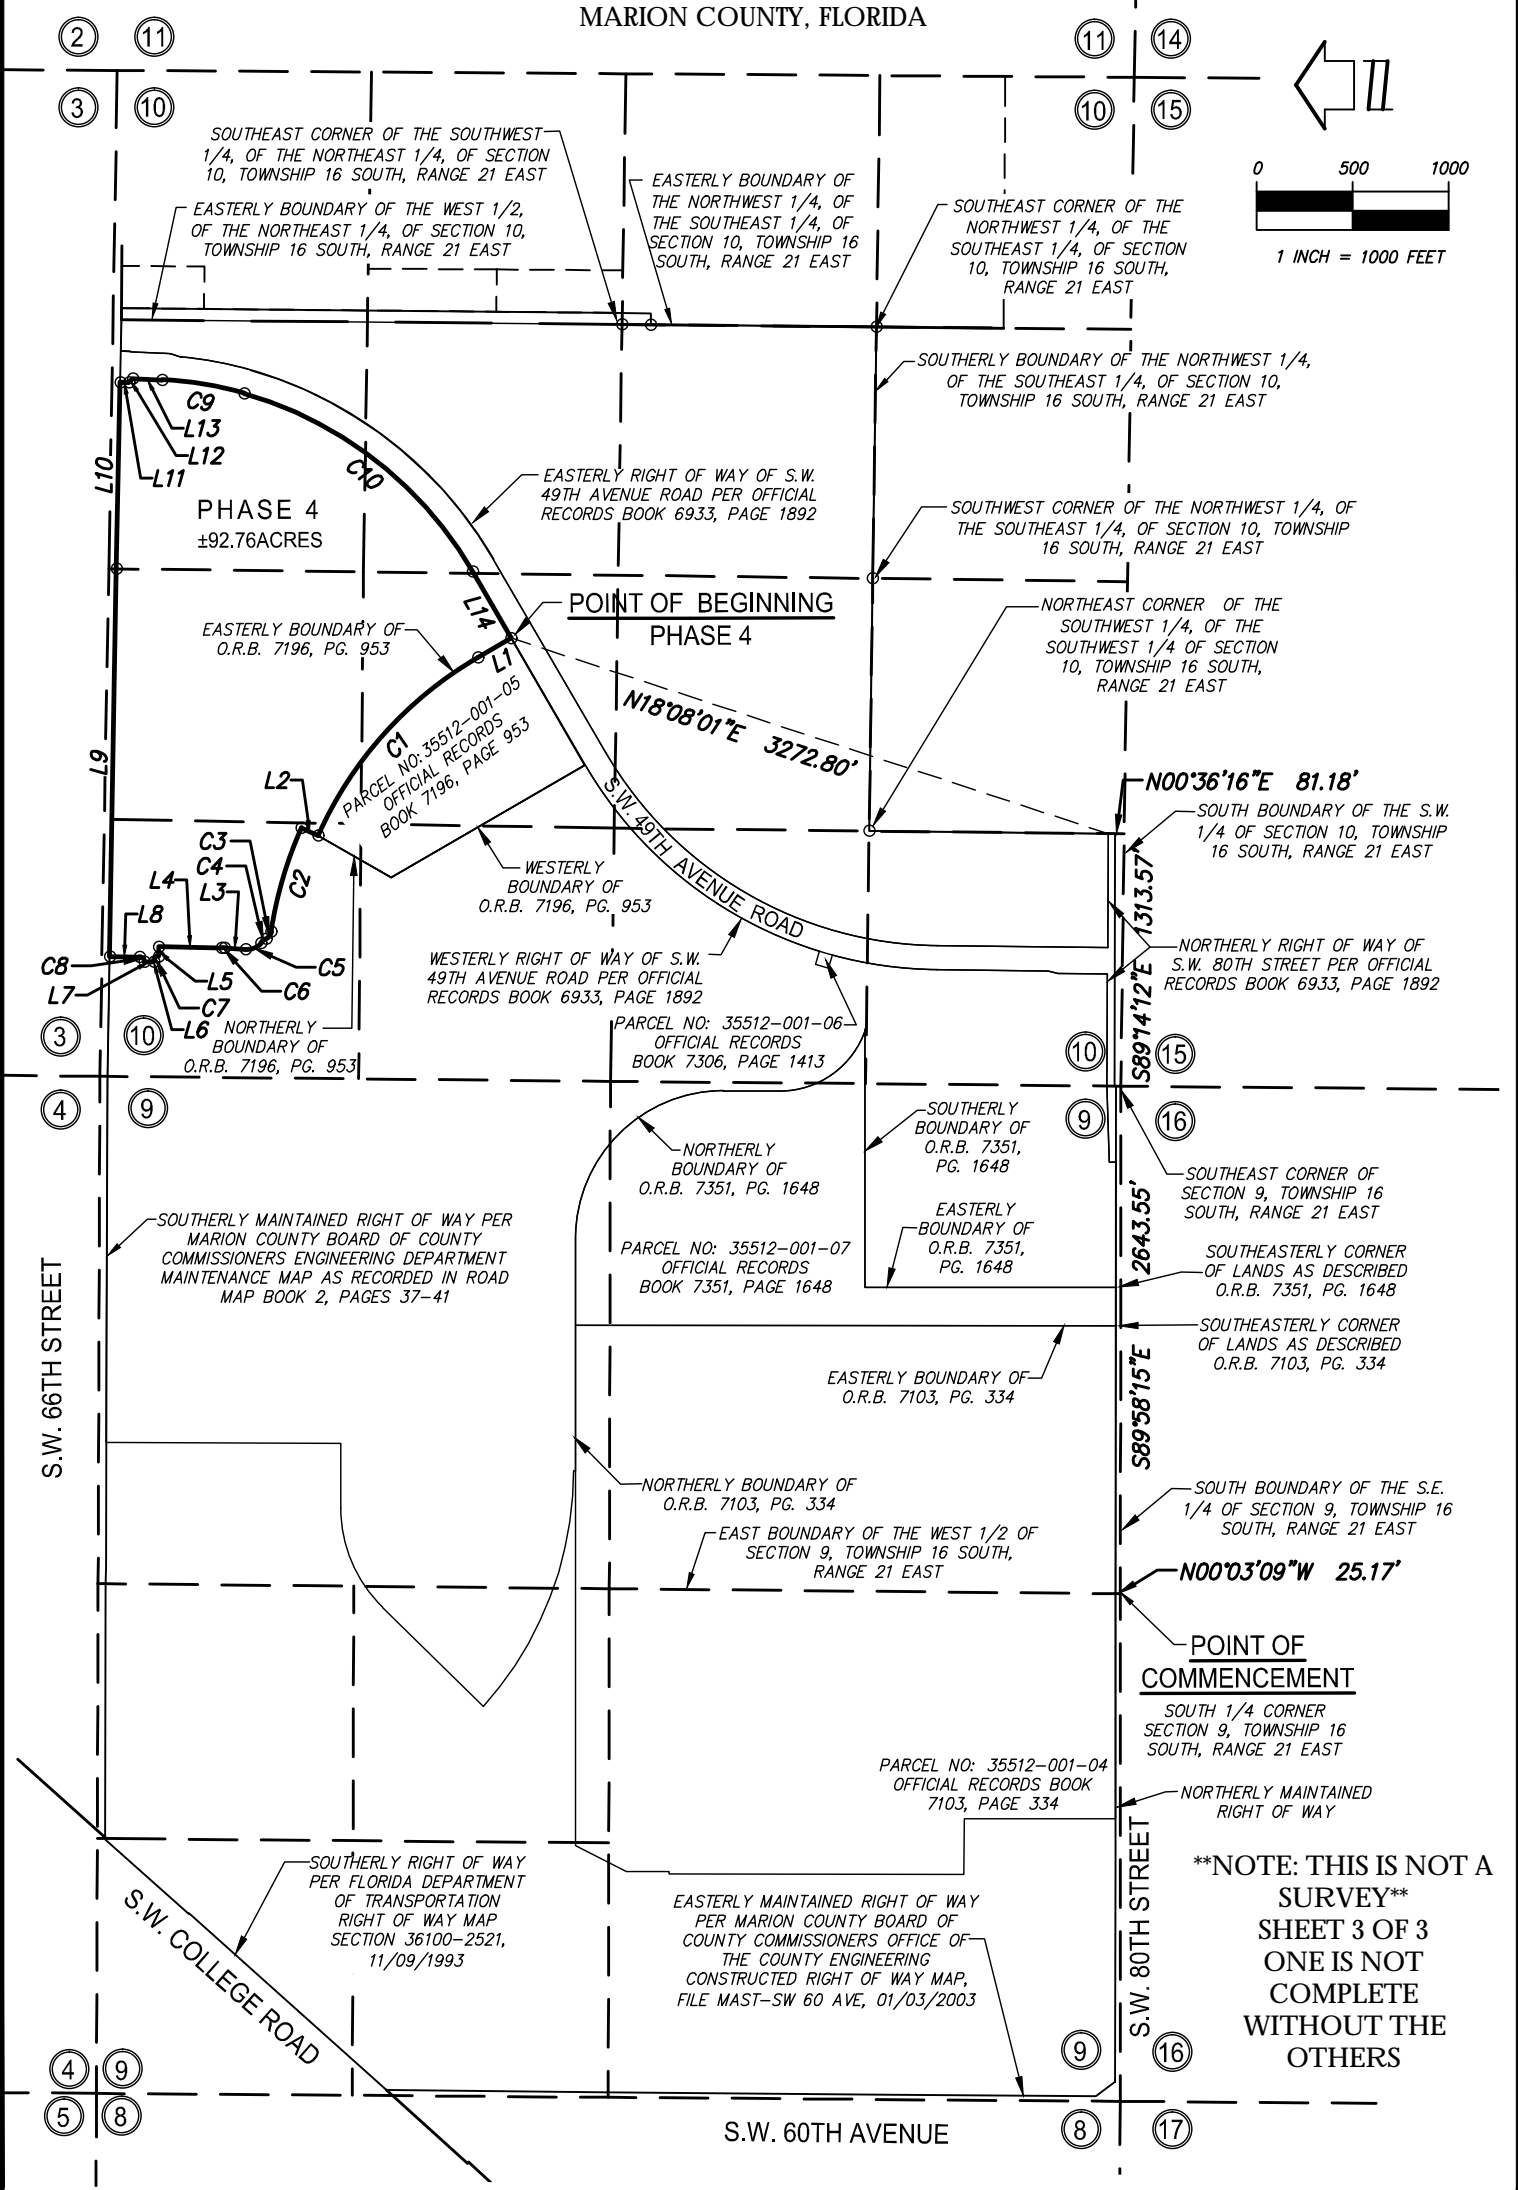 MARION COUNTY, FLORIDA
2
11
11
14
3
10
10
15
0 500 1000
1 INCH = 1000 FEET
SOUTHEAST CORNER OF THE SOUTHWEST
1/4, OF THE NORTHEAST 1/4, OF SECTION
10, TOWNSHIP 16 SOUTH, RANGE 21 EAST
EASTERLY BOUNDARY OF THE WEST 1/2,
OF THE NORTHEAST 1/4, OF SECTION 10,
TOWNSHIP 16 SOUTH, RANGE 21 EAST
EASTERLY BOUNDARY OF
THE NORTHWEST 1/4, OF
THE SOUTHEAST 1/4, OF
SECTION 10, TOWNSHIP 16
SOUTH, RANGE 21 EAST
SOUTHEAST CORNER OF THE
NORTHWEST 1/4, OF THE
SOUTHEAST 1/4, OF SECTION
10, TOWNSHIP 16 SOUTH,
RANGE 21 EAST
SOUTHERLY BOUNDARY OF THE NORTHWEST 1/4,
OF THE SOUTHEAST 1/4, OF SECTION 10,
TOWNSHIP 16 SOUTH, RANGE 21 EAST
C9
L13
L12
L11
L10
C10
PHASE 4
±92.76ACRES
EASTERLY RIGHT OF WAY OF S.W.
49TH AVENUE ROAD PER OFFICIAL
RECORDS BOOK 6933, PAGE 1892
SOUTHWEST CORNER OF THE NORTHWEST 1/4, OF
THE SOUTHEAST 1/4, OF SECTION 10, TOWNSHIP
16 SOUTH, RANGE 21 EAST
L14
POINT OF BEGINNING
PHASE 4
EASTERLY BOUNDARY OF
O.R.B. 7196, PG. 953
L1
NORTHEAST CORNER OF THE
SOUTHWEST 1/4, OF THE
SOUTHWEST 1/4 OF SECTION
10, TOWNSHIP 16 SOUTH,
RANGE 21 EAST
N18°08'01"E 3272.80'
C1
PARCEL NO: 35512-001-05
OFFICIAL RECORDS
BOOK 7196, PAGE 953
L9
L2
N00°36'16"E 81.18'
SOUTH BOUNDARY OF THE S.W.
1/4 OF SECTION 10, TOWNSHIP
16 SOUTH, RANGE 21 EAST
S.W. 49TH AVENUE ROAD
C3
C4
L4
L3
C2
L8
WESTERLY
BOUNDARY OF
O.R.B. 7196, PG. 953
S89°14'12"E 1313.57'
NORTHERLY RIGHT OF WAY OF
S.W. 80TH STREET PER OFFICIAL
RECORDS BOOK 6933, PAGE 1892
C8
L7
L5
C7
L6
C6
C5
WESTERLY RIGHT OF WAY OF S.W.
49TH AVENUE ROAD PER OFFICIAL
RECORDS BOOK 6933, PAGE 1892
NORTHERLY
BOUNDARY OF
O.R.B. 7196, PG. 953
PARCEL NO: 35512-001-06
OFFICIAL RECORDS
BOOK 7306, PAGE 1413
3
10
10
15
4
9
9
16
SOUTHERLY
BOUNDARY OF
O.R.B. 7351,
PG. 1648
NORTHERLY
BOUNDARY OF
O.R.B. 7351, PG. 1648
SOUTHEAST CORNER OF
SECTION 9, TOWNSHIP 16
SOUTH, RANGE 21 EAST
SOUTHERLY MAINTAINED RIGHT OF WAY PER
MARION COUNTY BOARD OF COUNTY
COMMISSIONERS ENGINEERING DEPARTMENT
MAINTENANCE MAP AS RECORDED IN ROAD
MAP BOOK 2, PAGES 37-41
EASTERLY
BOUNDARY OF
O.R.B. 7351,
PG. 1648
PARCEL NO: 35512-001-07
OFFICIAL RECORDS
BOOK 7351, PAGE 1648
SOUTHEASTERLY CORNER
OF LANDS AS DESCRIBED
O.R.B. 7351, PG. 1648
SOUTHEASTERLY CORNER
OF LANDS AS DESCRIBED
O.R.B. 7103, PG. 334
S89°58'15"E 2643.55'
S.W. 66TH STREET
EASTERLY BOUNDARY OF
O.R.B. 7103, PG. 334
NORTHERLY BOUNDARY OF
O.R.B. 7103, PG. 334
SOUTH BOUNDARY OF THE S.E.
1/4 OF SECTION 9, TOWNSHIP 16
SOUTH, RANGE 21 EAST
EAST BOUNDARY OF THE WEST 1/2 OF
SECTION 9, TOWNSHIP 16 SOUTH,
RANGE 21 EAST
N00°03'09"W 25.17'
POINT OF
COMMENCEMENT
SOUTH 1/4 CORNER
SECTION 9, TOWNSHIP 16
SOUTH, RANGE 21 EAST
PARCEL NO: 35512-001-04
OFFICIAL RECORDS BOOK
7103, PAGE 334
NORTHERLY MAINTAINED
RIGHT OF WAY
S.W. 80TH STREET
**NOTE: THIS IS NOT A
SURVEY**
SHEET 3 OF 3
ONE IS NOT
COMPLETE
WITHOUT THE
OTHERS
SOUTHERLY RIGHT OF WAY
PER FLORIDA DEPARTMENT
OF TRANSPORTATION
RIGHT OF WAY MAP
SECTION 36100-2521,
11/09/1993
S.W. COLLEGE ROAD
EASTERLY MAINTAINED RIGHT OF WAY
PER MARION COUNTY BOARD OF
COUNTY COMMISSIONERS OFFICE OF
THE COUNTY ENGINEERING
CONSTRUCTED RIGHT OF WAY MAP,
FILE MAST-SW 60 AVE, 01/03/2003
4
9
9
16
5
8
8
17
S.W. 60TH AVENUE